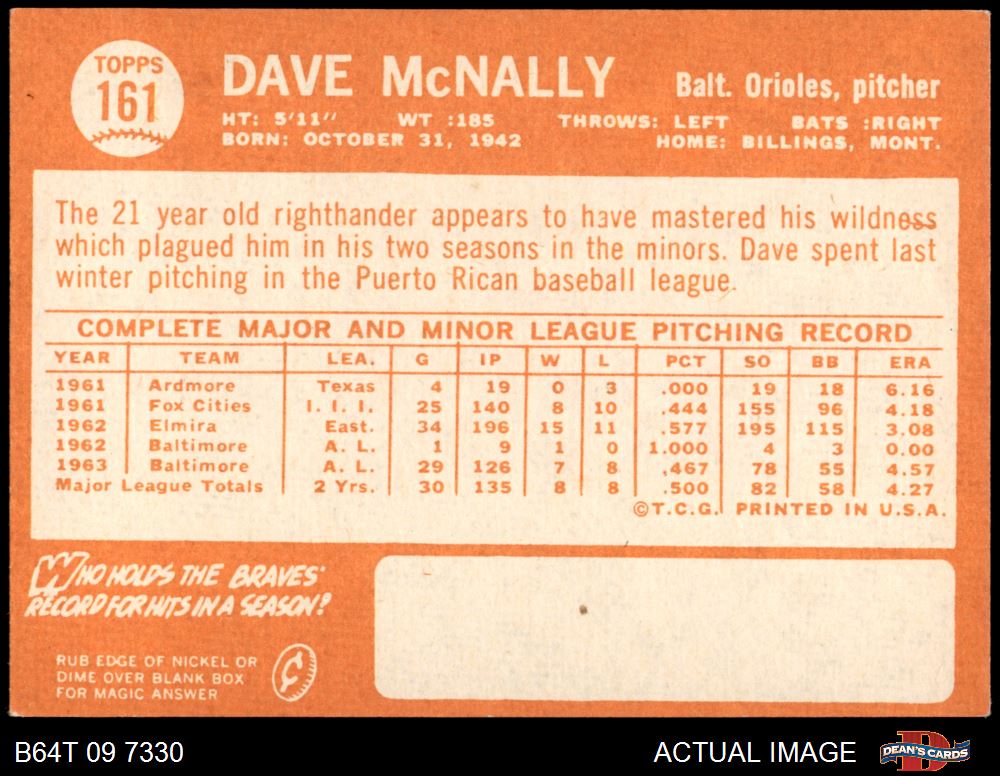 TOPPS
161
DAVE McNALLY
Balt. Orioles, pitcher
HT: 5'11" WT :185 THROWS: LEFT BATS :RIGHT
BORN: OCTOBER 31, 1942 HOME: BILLINGS, MONT.
The 21 year old righthander appears to have mastered his wildness
which plagued him in his two seasons in the minors. Dave spent last
winter pitching in the Puerto Rican baseball league.
COMPLETE MAJOR AND MINOR LEAGUE PITCHING RECORD
YEAR TEAM LEA. G IP W L PCT SO BB ERA
1961 Ardmore Texas 4 19 0 3 .000 19 18 6.16
1961 Fox Cities I. I. I. 25 140 8 10 .444 155 96 4.18
1962 Elmira East. 34 196 15 11 .577 195 115 3.08
1962 Baltimore A. L. 1 9 1 0 1.000 4 3 0.00
1963 Baltimore A. L. 29 126 7 8 .467 78 55 4.57
Major League Totals 2 Yrs. 30 135 8 8 .500 82 58 4.27
©T.C.G. PRINTED IN U.S.A.
WHO HOLDS THE BRAVES'
RECORD FOR HITS IN A SEASON?
RUB EDGE OF NICKEL OR
DIME OVER BLANK BOX
FOR MAGIC ANSWER
¢
B64T 09 7330
ACTUAL IMAGE
D
DEAN'S CARDS